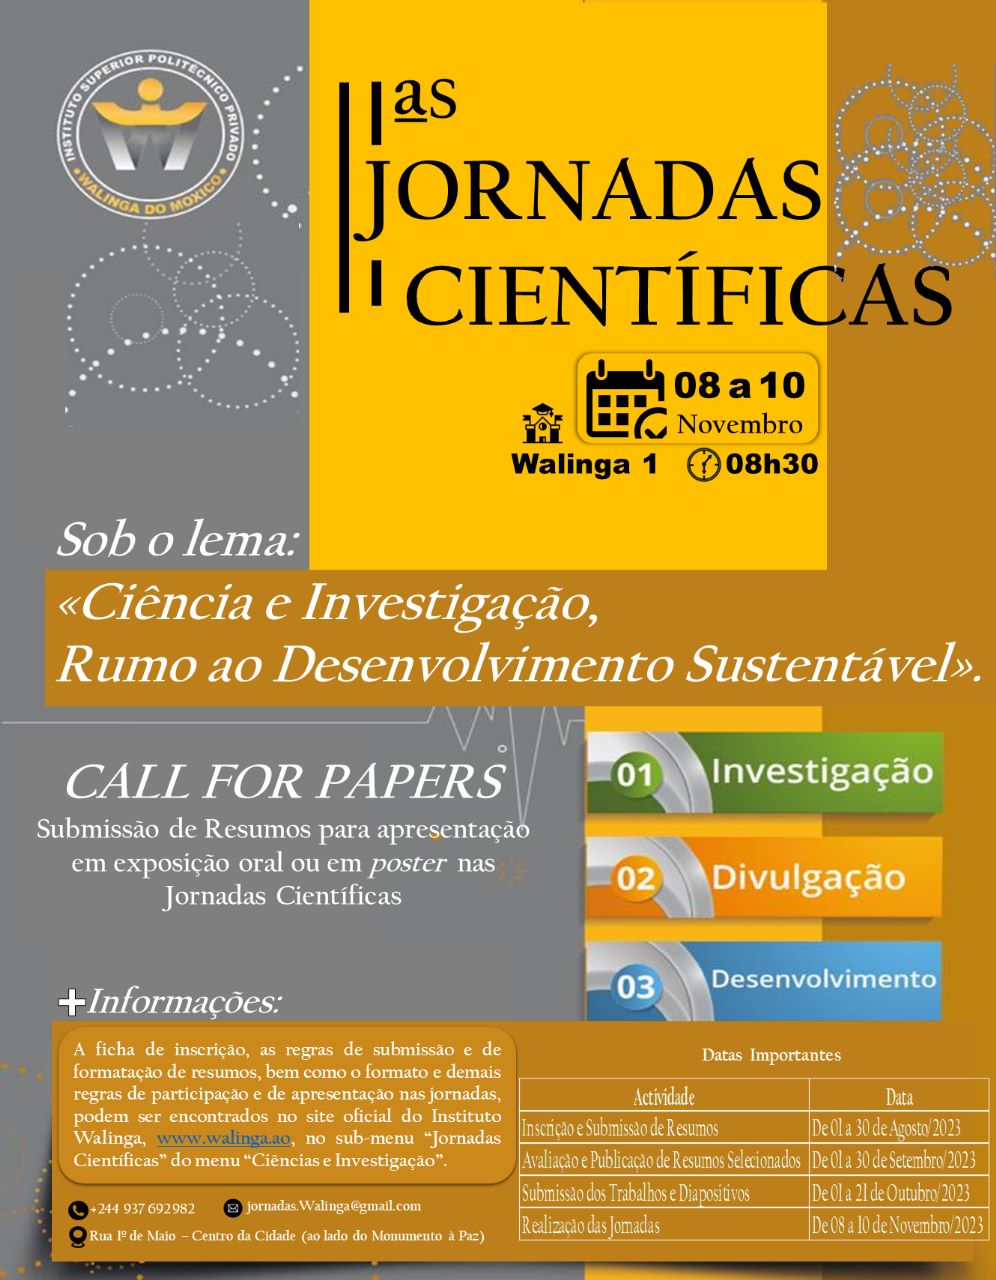 INSTITUTO SUPERIOR POLITÉCNICO PRIVADO
• WALINGA DO MOXICO •
W
IIªs
JORNADAS
CIENTÍFICAS
08 a 10
Novembro
Walinga 1
08h30
Sob o lema:
«Ciência e Investigação,
Rumo ao Desenvolvimento Sustentável».
CALL FOR PAPERS
Submissão de Resumos para apresentação
em exposição oral ou em poster nas
Jornadas Científicas
01 Investigação
02 Divulgação
03 Desenvolvimento
+Informações:
A ficha de inscrição, as regras de submissão e de
formatação de resumos, bem como o formato e demais
regras de participação e de apresentação nas jornadas,
podem ser encontrados no site oficial do Instituto
Walinga, www.walinga.ao, no sub-menu “Jornadas
Científicas” do menu “Ciências e Investigação”.
+244 937 692 982
jornadas.Walinga@gmail.com
Rua 1º de Maio – Centro da Cidade (ao lado do Monumento à Paz)
Datas Importantes
Actividade Data
Inscrição e Submissão de Resumos De 01 a 30 de Agosto/2023
Avaliação e Publicação de Resumos Selecionados De 01 a 30 de Setembro/2023
Submissão dos Trabalhos e Diapositivos De 01 a 21 de Outubro/2023
Realização das Jornadas De 08 a 10 de Novembro/2023